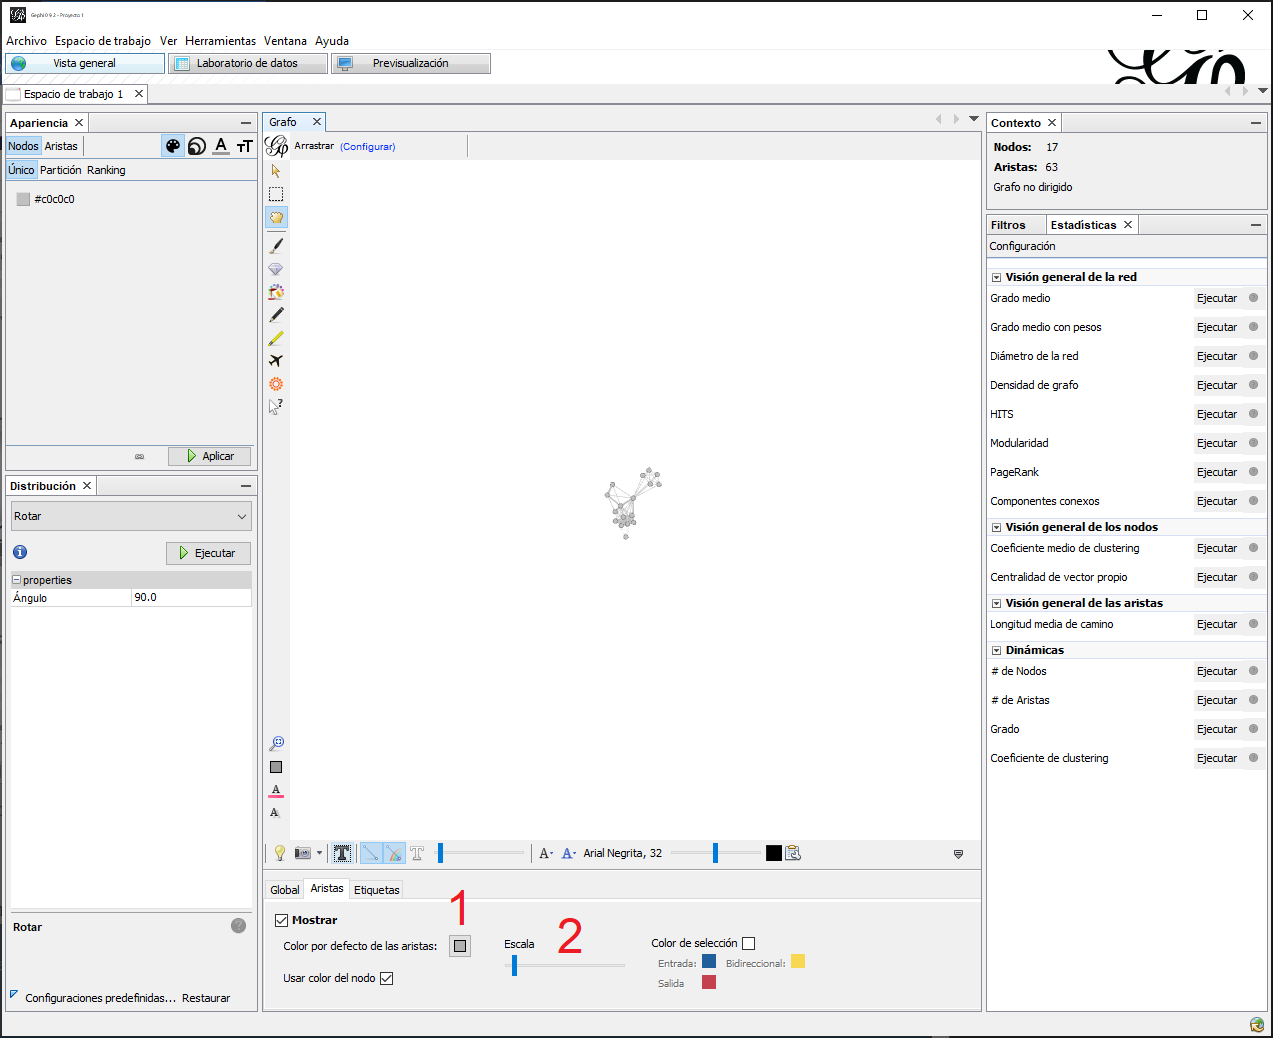 Gephi 0.9.2 - Proyecto 1
Archivo Espacio de trabajo Ver Herramientas Ventana Ayuda
Vista general Laboratorio de datos Previsualización
Espacio de trabajo 1
Apariencia
Nodos Aristas
Único Partición Ranking
#c0c0c0
Aplicar
Distribución
Rotar
Ejecutar
properties
Ángulo 90.0
Rotar
Configuraciones predefinidas... Restaurar
Grafo
Arrastrar (Configurar)
Arial Negrita, 32
Global Aristas Etiquetas
Mostrar
1
Color por defecto de las aristas:
Usar color del nodo
Escala
2
Color de selección
Entrada: Bidireccional:
Salida
Contexto
Nodos: 17
Aristas: 63
Grafo no dirigido
Filtros Estadísticas
Configuración
Visión general de la red
Grado medio Ejecutar
Grado medio con pesos Ejecutar
Diámetro de la red Ejecutar
Densidad de grafo Ejecutar
HITS Ejecutar
Modularidad Ejecutar
PageRank Ejecutar
Componentes conexos Ejecutar
Visión general de los nodos
Coeficiente medio de clustering Ejecutar
Centralidad de vector propio Ejecutar
Visión general de las aristas
Longitud media de camino Ejecutar
Dinámicas
# de Nodos Ejecutar
# de Aristas Ejecutar
Grado Ejecutar
Coeficiente de clustering Ejecutar